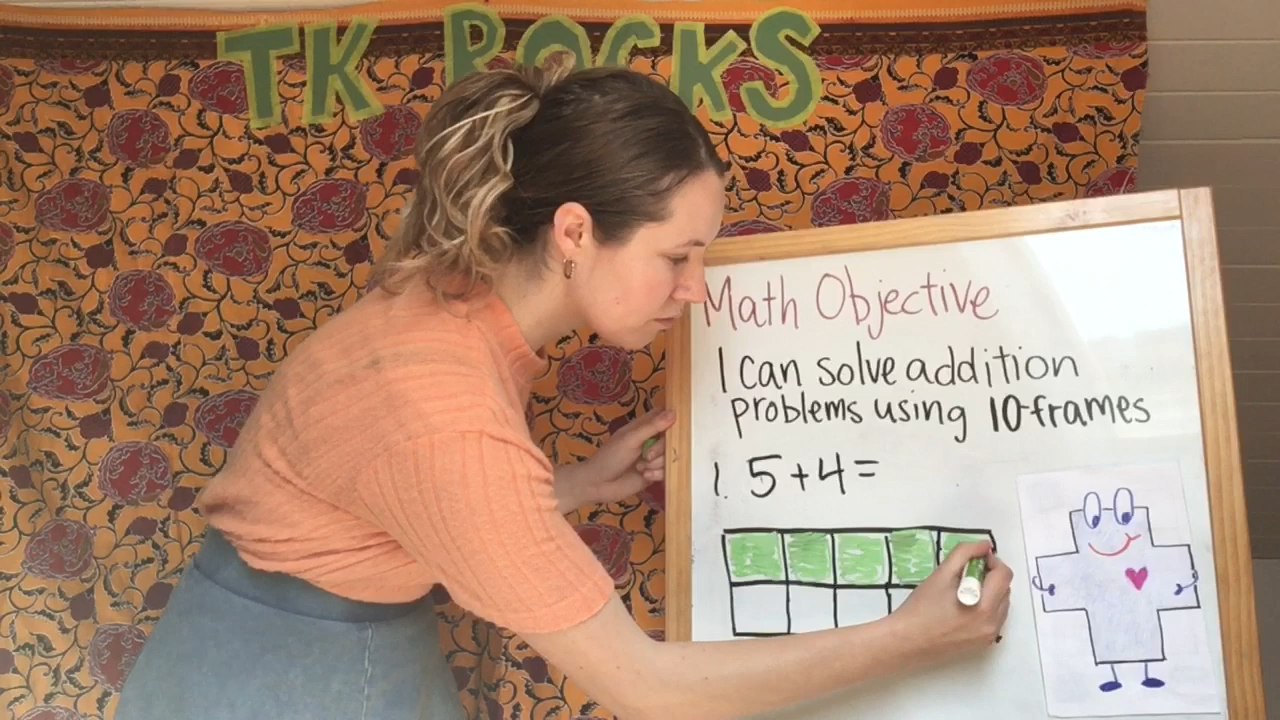 TK ROCKS
Math Objective
I can solve addition
problems using 10-frames
1. 5+4=